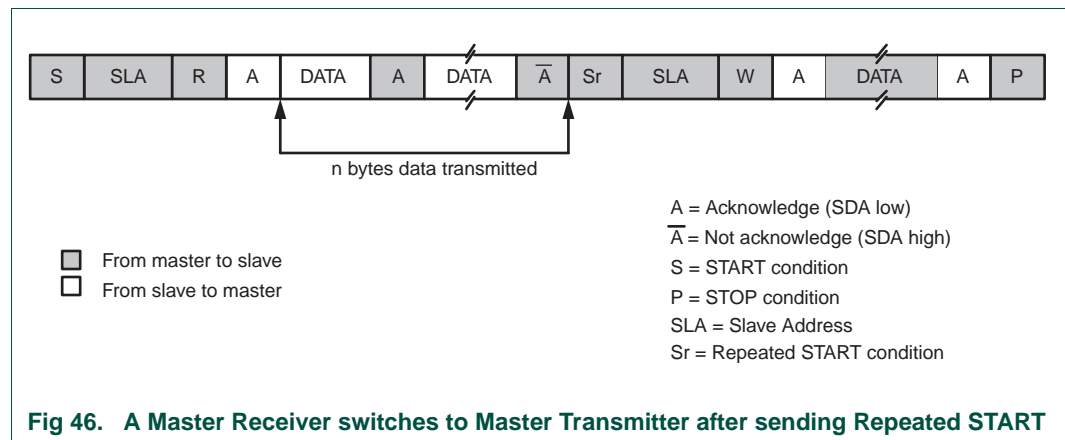 S SLA R A DATA A DATA A̅ Sr SLA W A DATA A P
n bytes data transmitted
A = Acknowledge (SDA low)
A̅ = Not acknowledge (SDA high)
S = START condition
P = STOP condition
SLA = Slave Address
Sr = Repeated START condition
From master to slave
From slave to master
Fig 46. A Master Receiver switches to Master Transmitter after sending Repeated START